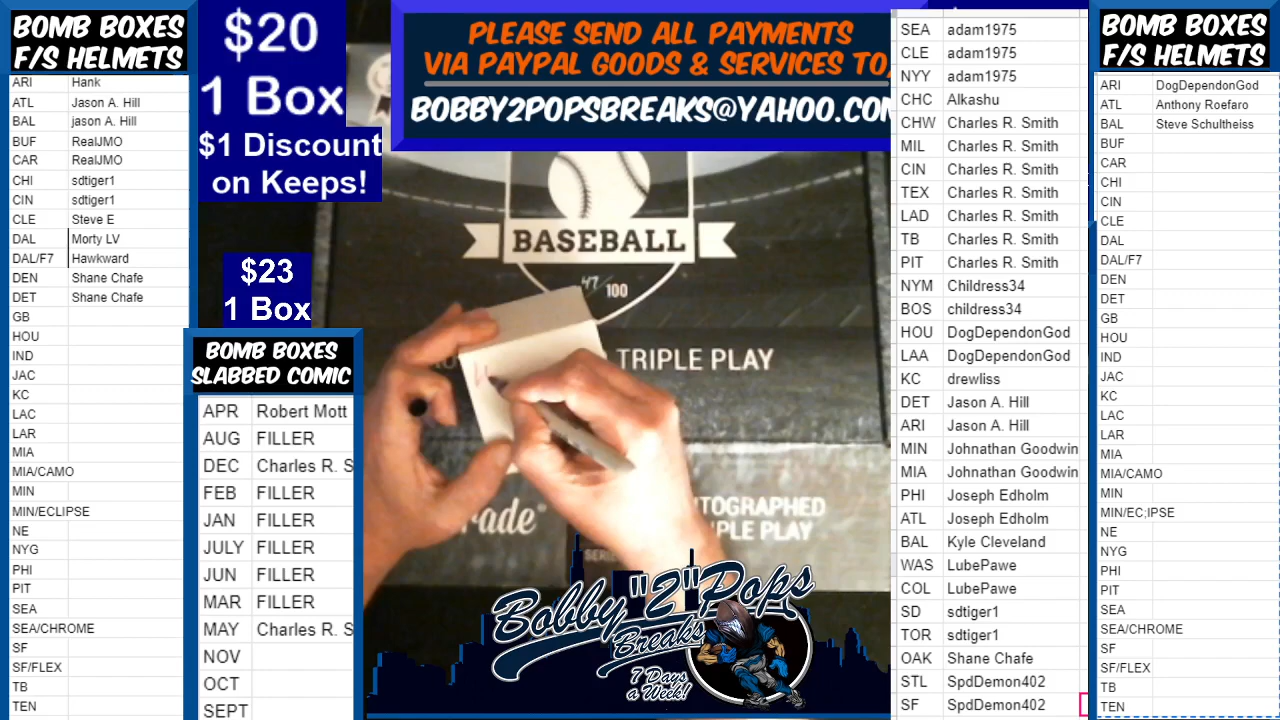 BOMB BOXES
F/S HELMETS
ARI Hank
ATL Jason A. Hill
BAL jason A. Hill
BUF RealJMO
CAR RealJMO
CHI sdtiger1
CIN sdtiger1
CLE Steve E
DAL Morty LV
DAL/F7 Hawkward
DEN Shane Chafe
DET Shane Chafe
GB
HOU
IND
JAC
KC
LAC
LAR
MIA
MIA/CAMO
MIN
MIN/ECLIPSE
NE
NYG
PHI
PIT
SEA
SEA/CHROME
SF
SF/FLEX
TB
TEN
$20
1 Box
$1 Discount
on Keeps!
$23
1 Box
BOMB BOXES
SLABBED COMIC
APR Robert Mott
AUG FILLER
DEC Charles R. S
FEB FILLER
JAN FILLER
JULY FILLER
JUN FILLER
MAR FILLER
MAY Charles R. S
NOV
OCT
SEPT
PLEASE SEND ALL PAYMENTS
VIA PAYPAL GOODS & SERVICES TO
BOBBY2POPSBREAKS@YAHOO.COM
BASEBALL
47/100
TRIPLE PLAY
UTOGRAPHED
PLE PLAY
SERIES
Bobby "2" Pops
Breaks
7 Days
a Week!
SEA adam1975
CLE adam1975
NYY adam1975
CHC Alkashu
CHW Charles R. Smith
MIL Charles R. Smith
CIN Charles R. Smith
TEX Charles R. Smith
LAD Charles R. Smith
TB Charles R. Smith
PIT Charles R. Smith
NYM Childress34
BOS childress34
HOU DogDependonGod
LAA DogDependonGod
KC drewliss
DET Jason A. Hill
ARI Jason A. Hill
MIN Johnathan Goodwin
MIA Johnathan Goodwin
PHI Joseph Edholm
ATL Joseph Edholm
BAL Kyle Cleveland
WAS LubePawe
COL LubePawe
SD sdtiger1
TOR sdtiger1
OAK Shane Chafe
STL SpdDemon402
SF SpdDemon402
BOMB BOXES
F/S HELMETS
ARI DogDependonGod
ATL Anthony Roefaro
BAL Steve Schultheiss
BUF
CAR
CHI
CIN
CLE
DAL
DAL/F7
DEN
DET
GB
HOU
IND
JAC
KC
LAC
LAR
MIA
MIA/CAMO
MIN
MIN/EC;IPSE
NE
NYG
PHI
PIT
SEA
SEA/CHROME
SF
SF/FLEX
TB
TEN